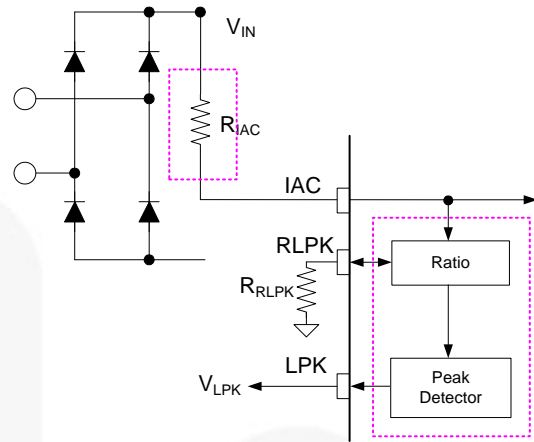 VIN
RIAC
IAC
RLPK
Ratio
RRLPK
LPK
VLPK
Peak
Detector